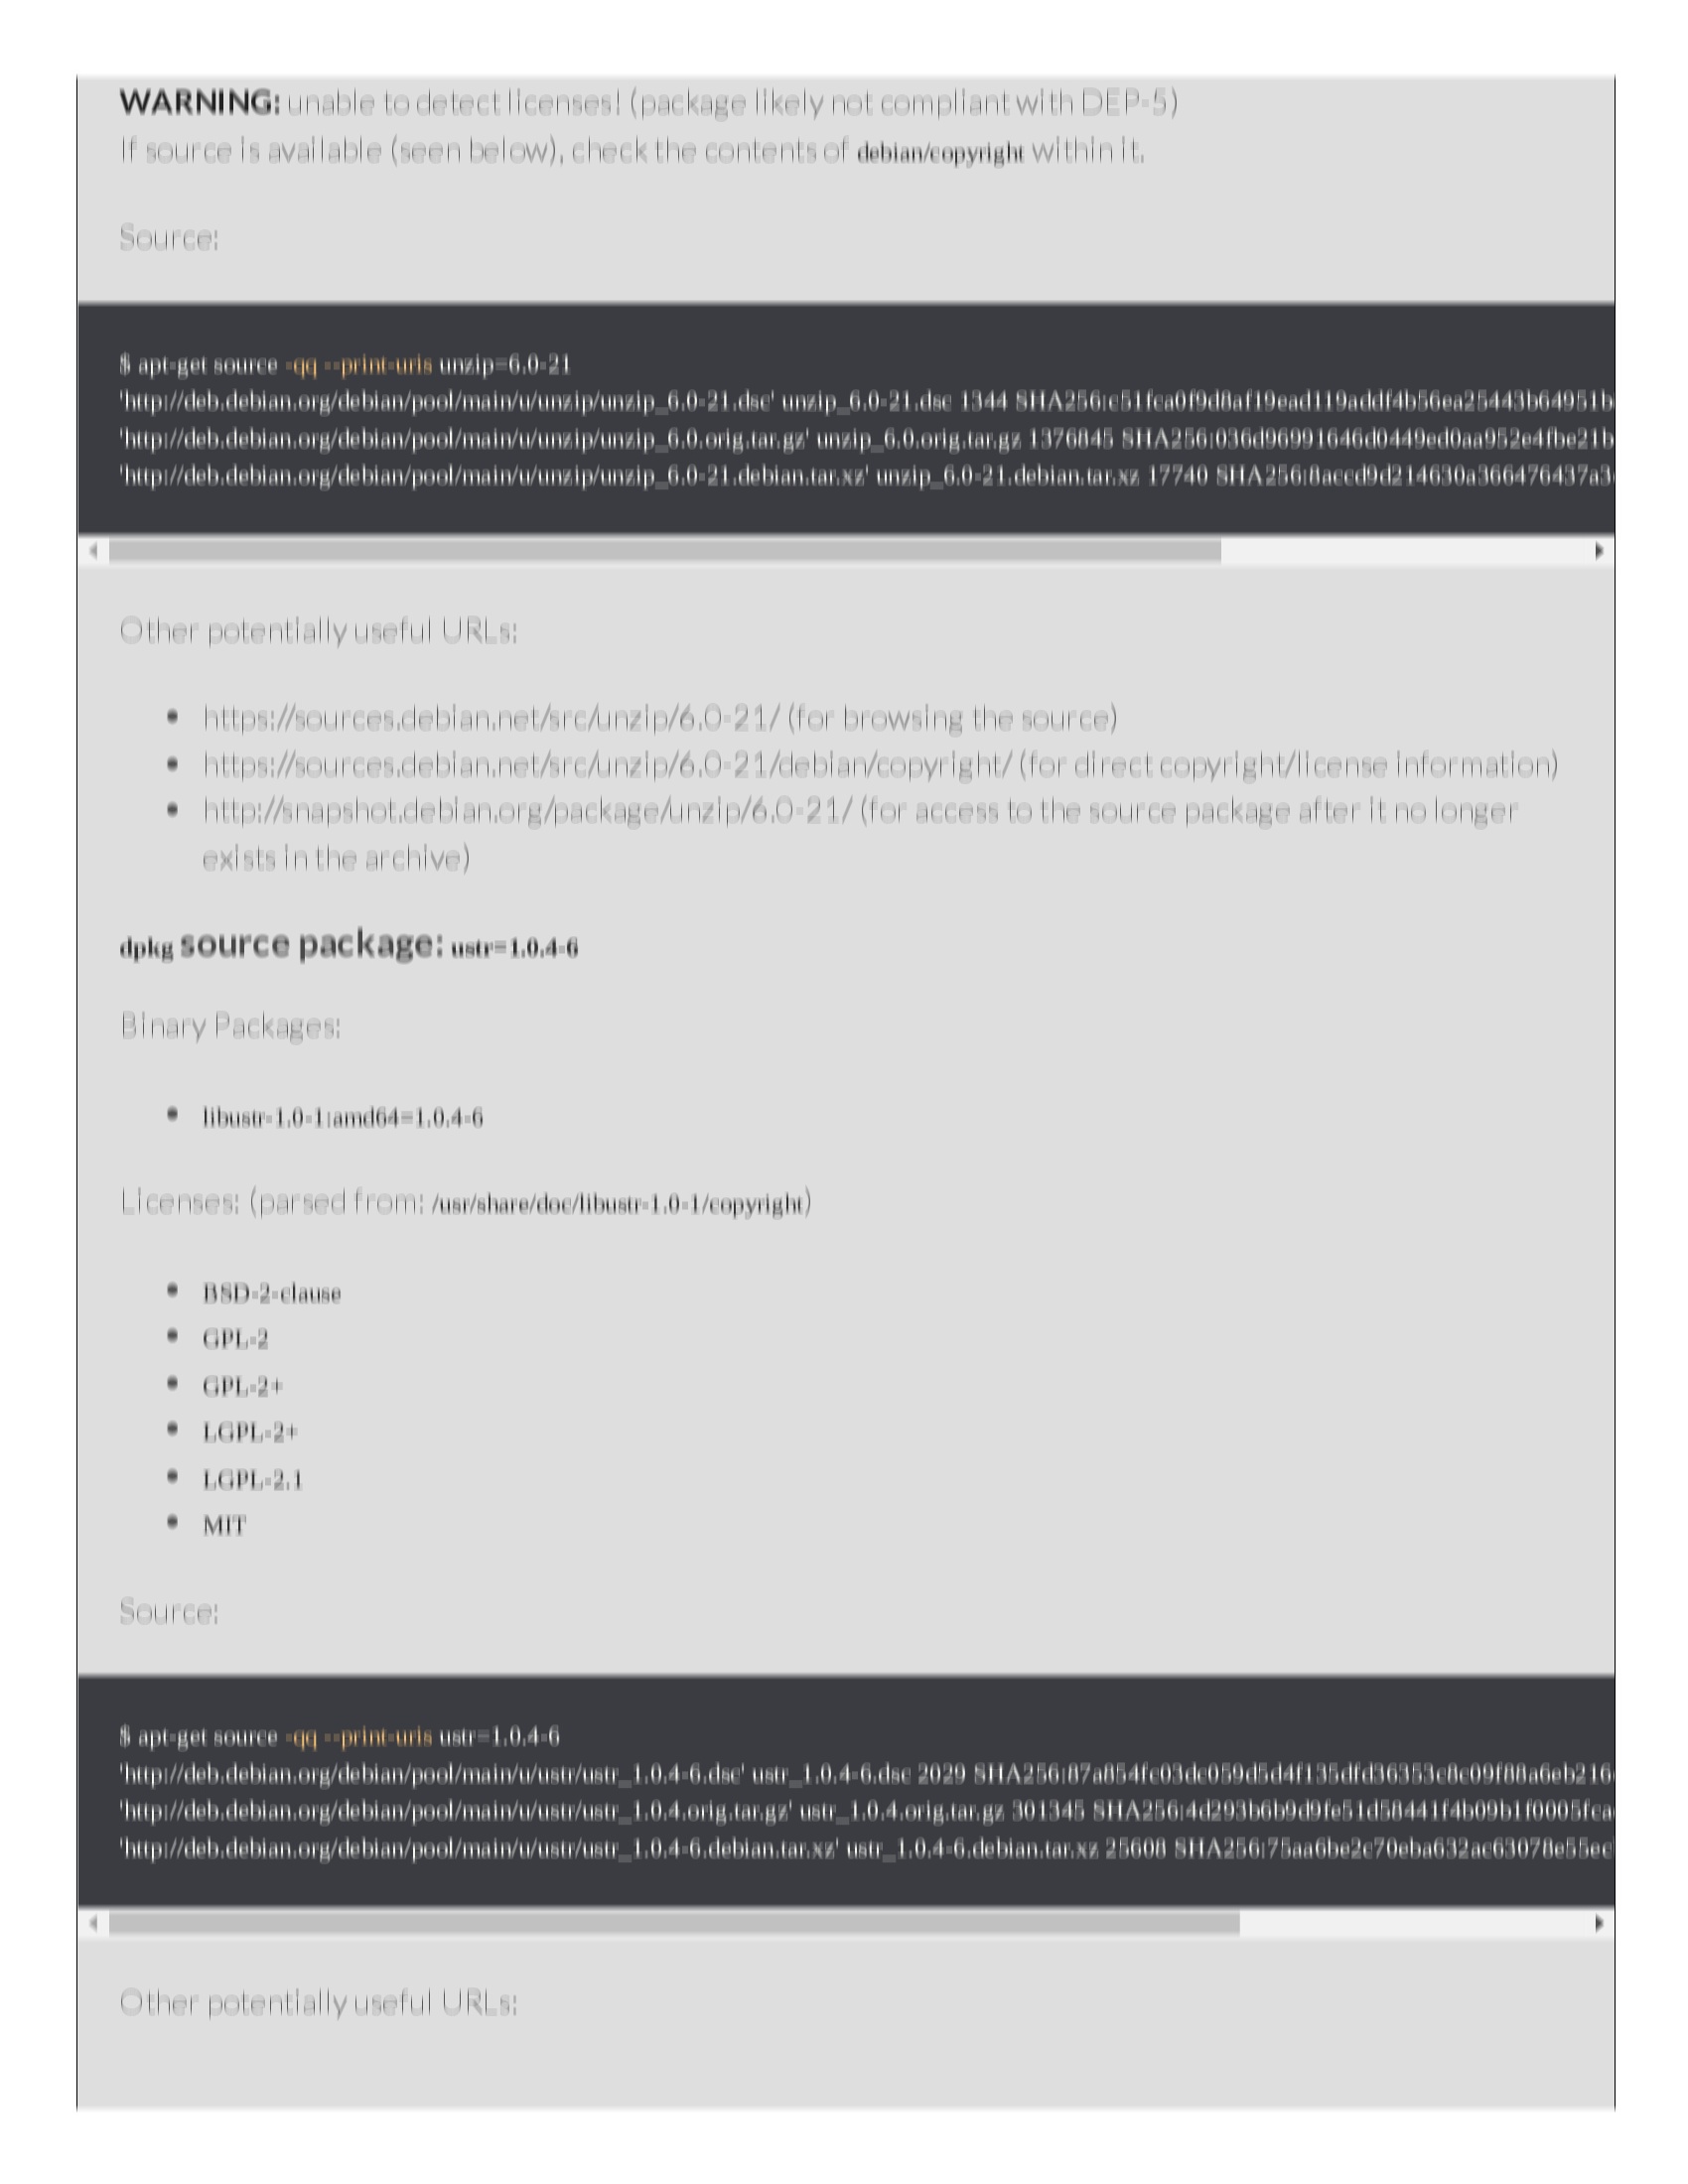 WARNING: unable to detect licenses! (package likely not compliant with DEP-5)
If source is available (seen below), check the contents of debian/copyright within it.
Source:
$ apt-get source -qq --print-uris unzip=6.0-21
'http://deb.debian.org/debian/pool/main/u/unzip/unzip_6.0-21.dsc' unzip_6.0-21.dsc 1344 SHA256:c51fca0f9d8af19ead119addf4b56ea25443b64951b
'http://deb.debian.org/debian/pool/main/u/unzip/unzip_6.0.orig.tar.gz' unzip_6.0.orig.tar.gz 1376845 SHA256:036d96991646d0449ed0aa952e4fbe21b
'http://deb.debian.org/debian/pool/main/u/unzip/unzip_6.0-21.debian.tar.xz' unzip_6.0-21.debian.tar.xz 17740 SHA256:8accd9d214630a366476437a3
Other potentially useful URLs:
• https://sources.debian.net/src/unzip/6.0-21/ (for browsing the source)
• https://sources.debian.net/src/unzip/6.0-21/debian/copyright/ (for direct copyright/license information)
• http://snapshot.debian.org/package/unzip/6.0-21/ (for access to the source package after it no longer
exists in the archive)
dpkg source package: ustr=1.0.4-6
Binary Packages:
• libustr-1.0-1:amd64=1.0.4-6
Licenses: (parsed from: /usr/share/doc/libustr-1.0-1/copyright)
• BSD-2-clause
• GPL-2
• GPL-2+
• LGPL-2+
• LGPL-2.1
• MIT
Source:
$ apt-get source -qq --print-uris ustr=1.0.4-6
'http://deb.debian.org/debian/pool/main/u/ustr/ustr_1.0.4-6.dsc' ustr_1.0.4-6.dsc 2029 SHA256:87a854fc03dc059d5d4f135dfd36353c8c09f88a6eb216
'http://deb.debian.org/debian/pool/main/u/ustr/ustr_1.0.4.orig.tar.gz' ustr_1.0.4.orig.tar.gz 301345 SHA256:4d293b6b9d9fe51d58441f4b09b1f0005fca
'http://deb.debian.org/debian/pool/main/u/ustr/ustr_1.0.4-6.debian.tar.xz' ustr_1.0.4-6.debian.tar.xz 25608 SHA256:75aa6be2c70eba632ac63078e55ec
Other potentially useful URLs: